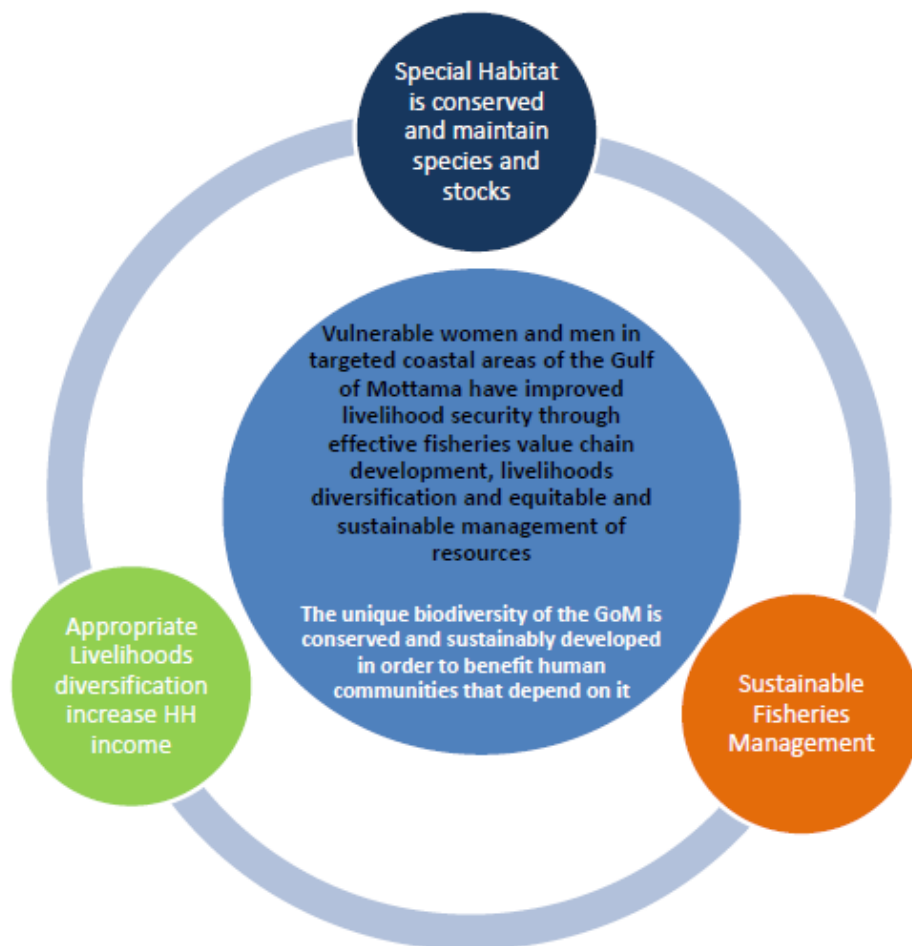 Special Habitat
is conserved
and maintain
species and
stocks
Vulnerable women and men in
targeted coastal areas of the Gulf
of Mottama have improved
livelihood security through
effective fisheries value chain
development, livelihoods
diversification and equitable and
sustainable management of
resources
The unique biodiversity of the GoM is
conserved and sustainably developed
in order to benefit human
communities that depend on it
Appropriate
Livelihoods
diversification
increase HH
income
Sustainable
Fisheries
Management